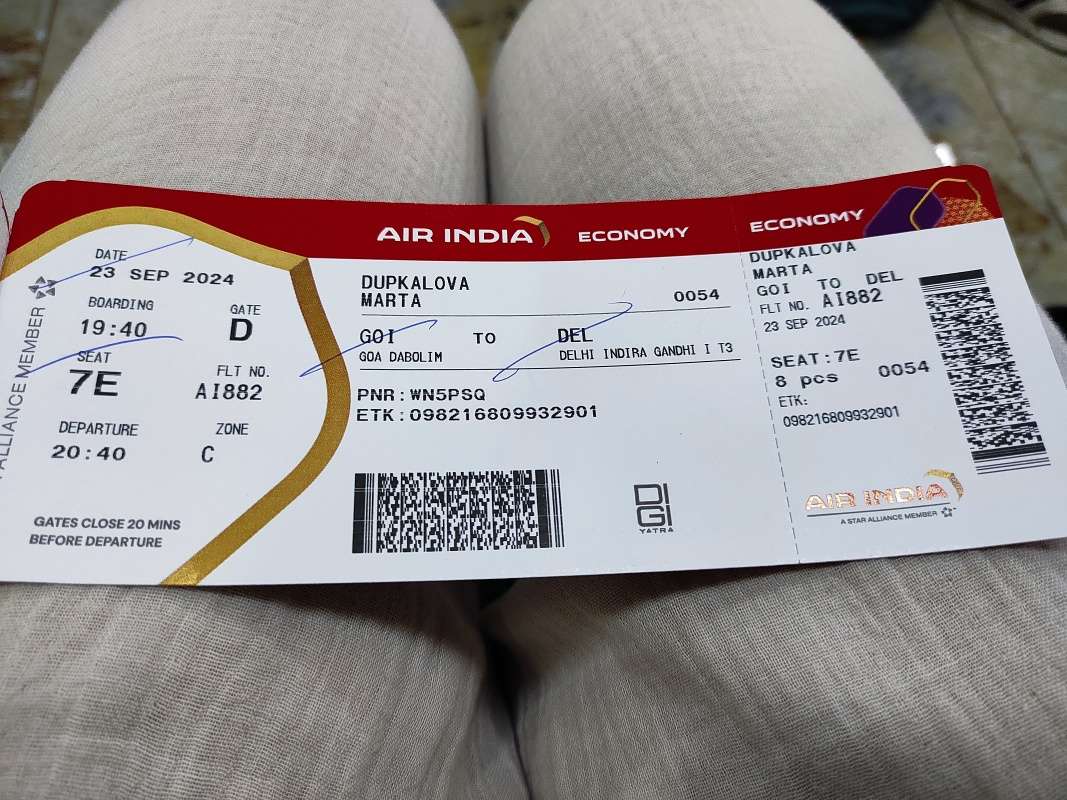 AIR INDIA ECONOMY
DATE
23 SEP 2024
BOARDING
19:40
GATE
D
SEAT
7E
FLT NO.
AI882
DEPARTURE
20:40
ZONE
C
GATES CLOSE 20 MINS
BEFORE DEPARTURE
ALLIANCE MEMBER
DUPKALOVA
MARTA
0054
GOI TO DEL
GOA DABOLIM DELHI INDIRA GANDHI I T3
PNR:WN5PSQ
ETK:098216809932901
DIGI
YATRA
ECONOMY
DUPKALOVA
MARTA
GOI TO DEL
FLT NO. AI882
23 SEP 2024
SEAT:7E
8 pcs 0054
ETK:
098216809932901
AIR INDIA
A STAR ALLIANCE MEMBER